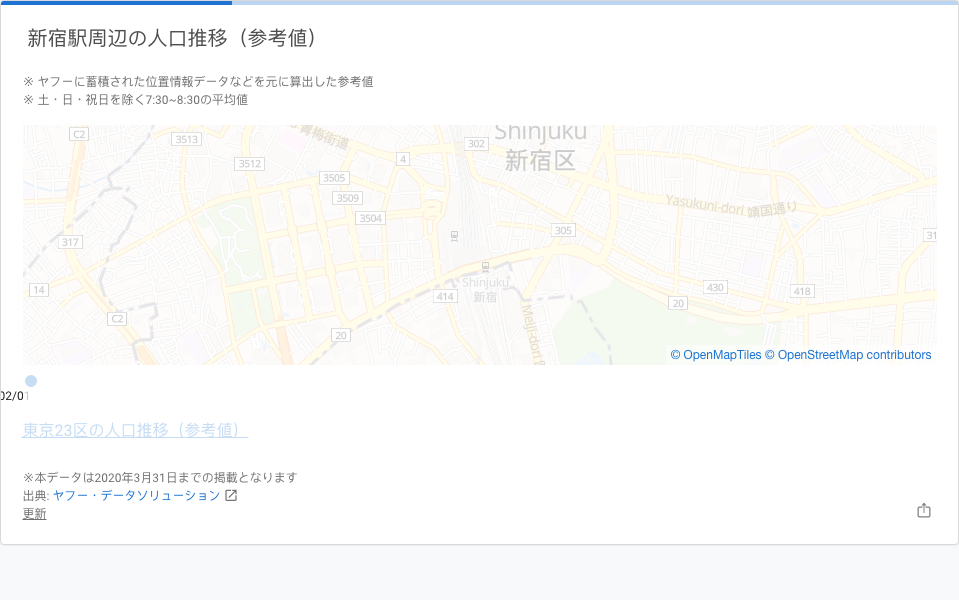 新宿駅周辺の人口推移（参考値）
※ ヤフーに蓄積された位置情報データなどを元に算出した参考値
※ 土・日・祝日を除く7:30~8:30の平均値
Shinjuku
新宿区
青梅街道
C2
3513
302
4
3512
3505
3509
Yasukuni-dori 靖国通り
3504
305
31
317
Shinjuku
新宿
14
414
430
418
20
C2
Meiji-dori
20
© OpenMapTiles © OpenStreetMap contributors
02/01
東京23区の人口推移（参考値）
※本データは2020年3月31日までの掲載となります
出典: ヤフー・データソリューション
更新